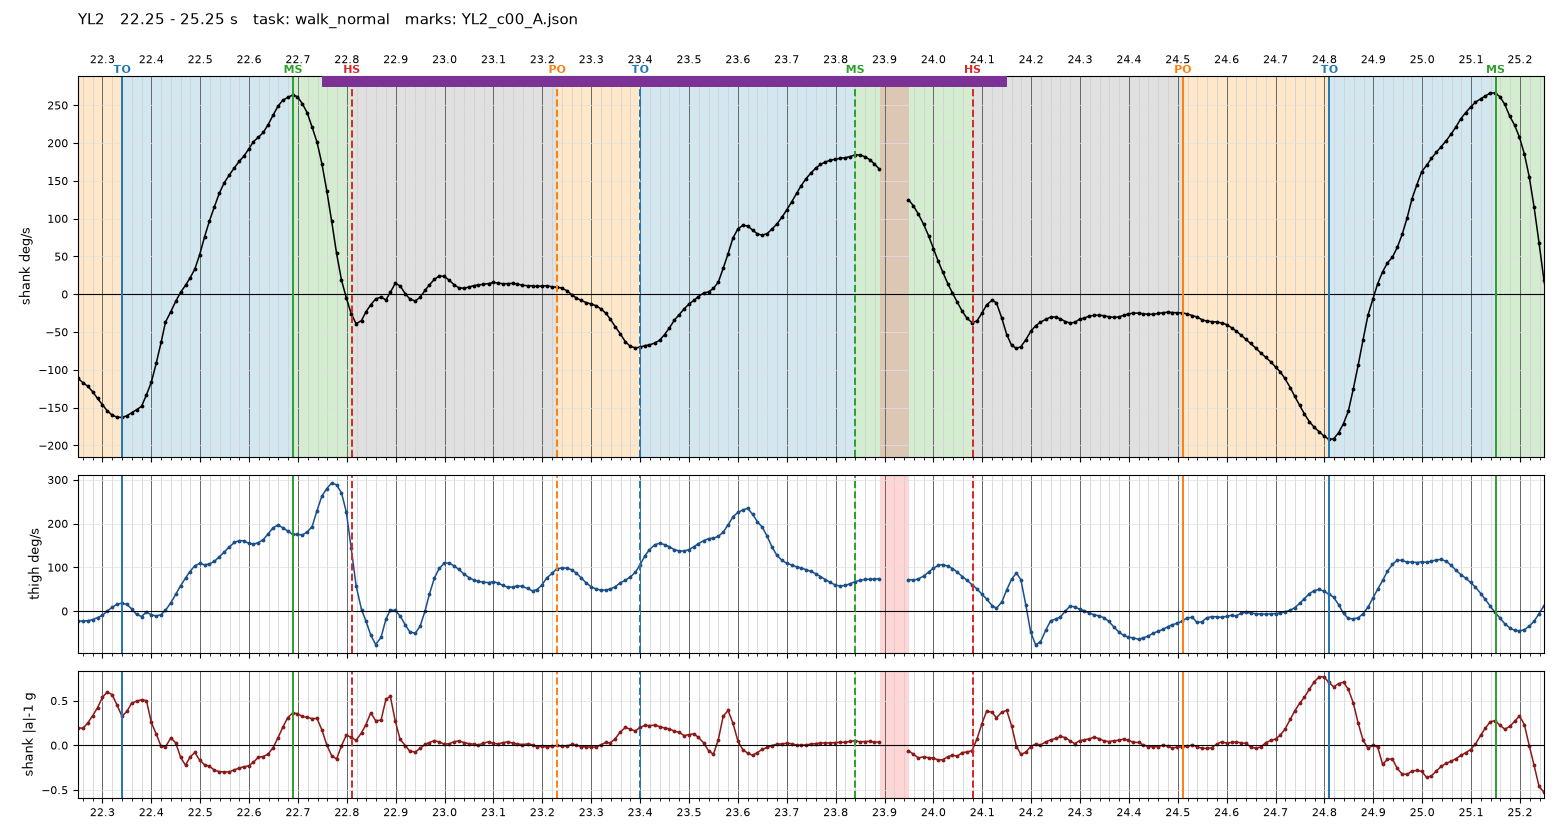 YL2   22.25 - 25.25 s   task: walk_normal   marks: YL2_c00_A.json
22.3 22.4 22.5 22.6 22.7 22.8 22.9 23.0 23.1 23.2 23.3 23.4 23.5 23.6 23.7 23.8 23.9 24.0 24.1 24.2 24.3 24.4 24.5 24.6 24.7 24.8 24.9 25.0 25.1 25.2
TO MS HS PO TO MS HS PO TO MS
250
200
150
100
50
0
−50
−100
−150
−200
shank deg/s
300
200
100
0
thigh deg/s
0.5
0.0
−0.5
shank |a|-1 g
22.3 22.4 22.5 22.6 22.7 22.8 22.9 23.0 23.1 23.2 23.3 23.4 23.5 23.6 23.7 23.8 23.9 24.0 24.1 24.2 24.3 24.4 24.5 24.6 24.7 24.8 24.9 25.0 25.1 25.2